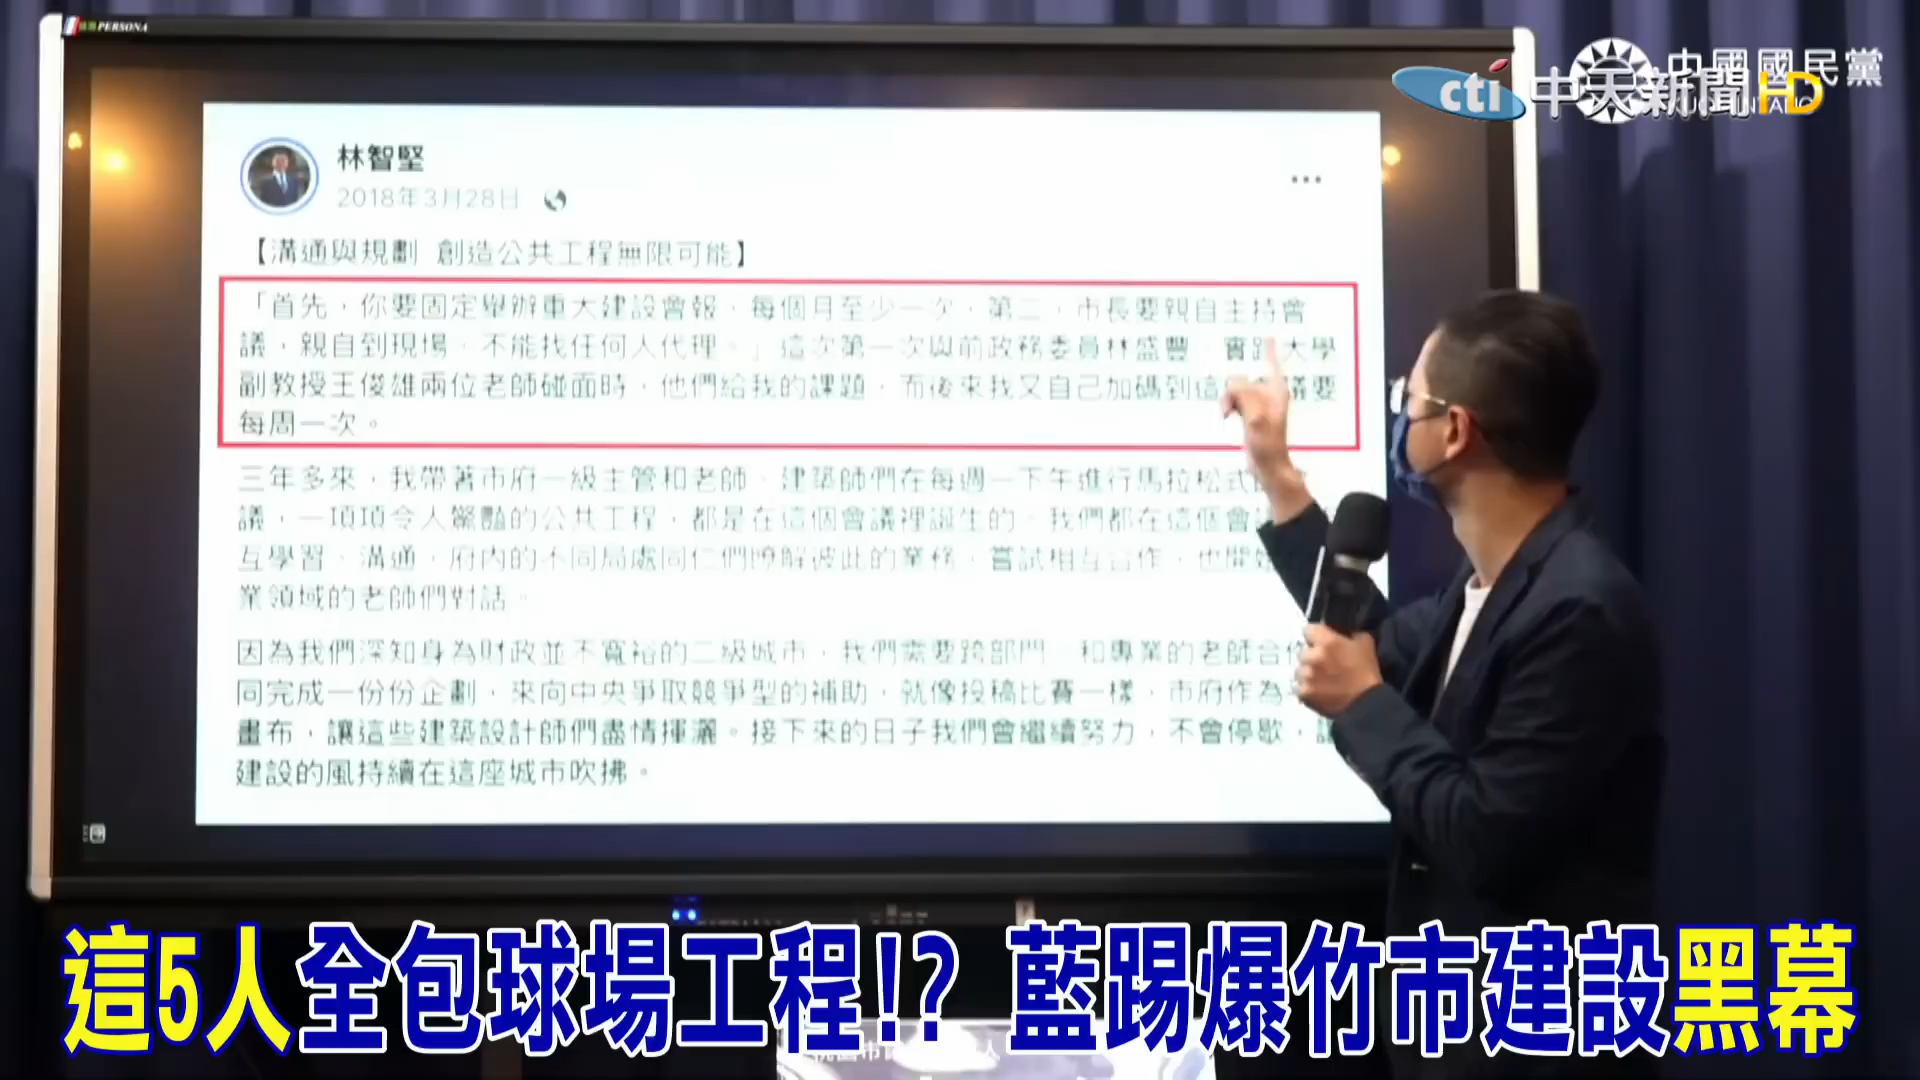 PERSONA
中國國民黨
cti 中天新聞HD
林智堅
2018年3月28日
【溝通與規劃 創造公共工程無限可能】
「首先，你要固定舉辦重大建設會報，每個月至少一次，第二，市長要親自主持會
議，親自到現場，不能找任何人代理。」這次第一次與前政務委員林盛豐、實踐大學
副教授王俊雄兩位老師碰面時，他們給我的課題，而後來我又自己加碼到這 議要
每周一次。
三年多來，我帶著市府一級主管和老師、建築師們在每週一下午進行馬拉松式
議，一項項令人驚豔的公共工程，都是在這個會議裡誕生的。我們都在這個會
互學習、溝通，府內的不同局處同仁們瞭解彼此的業務，嘗試相互合作，也開
業領域的老師們對話。
因為我們深知身為財政並不寬裕的二級城市，我們需要跨部門、和專業的老師合
同完成一份份企劃，來向中央爭取競爭型的補助，就像投稿比賽一樣，市府作為
畫布，讓這些建築設計師們盡情揮灑。接下來的日子我們會繼續努力，不會停歇，
建設的風持續在這座城市吹拂。
這5人全包球場工程!? 藍踢爆竹市建設黑幕